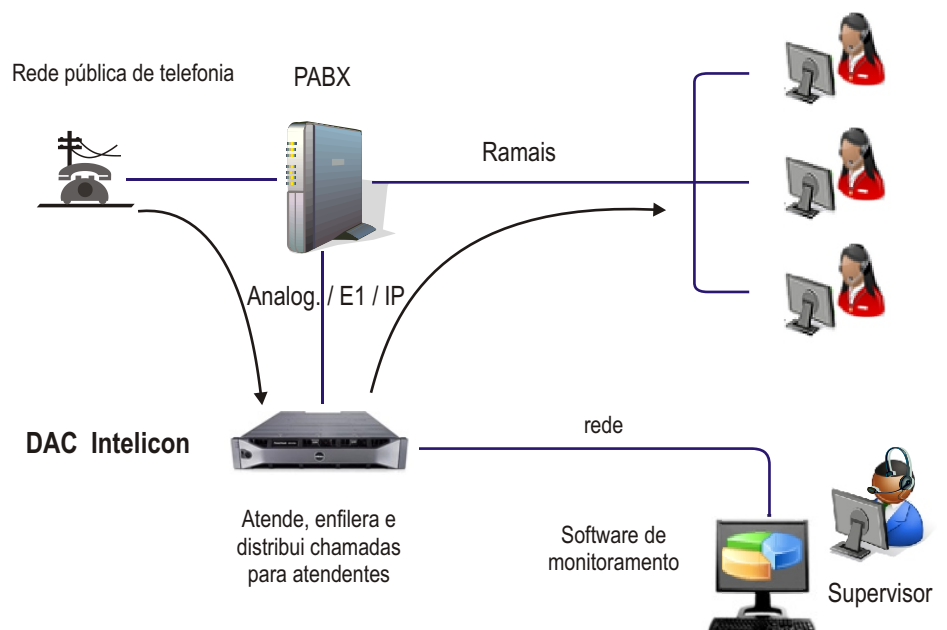 Rede pública de telefonia
PABX
Ramais
Analog. / E1 / IP
DAC Intelicon
rede
Atende, enfilera e
distribui chamadas
para atendentes
Software de
monitoramento
Supervisor